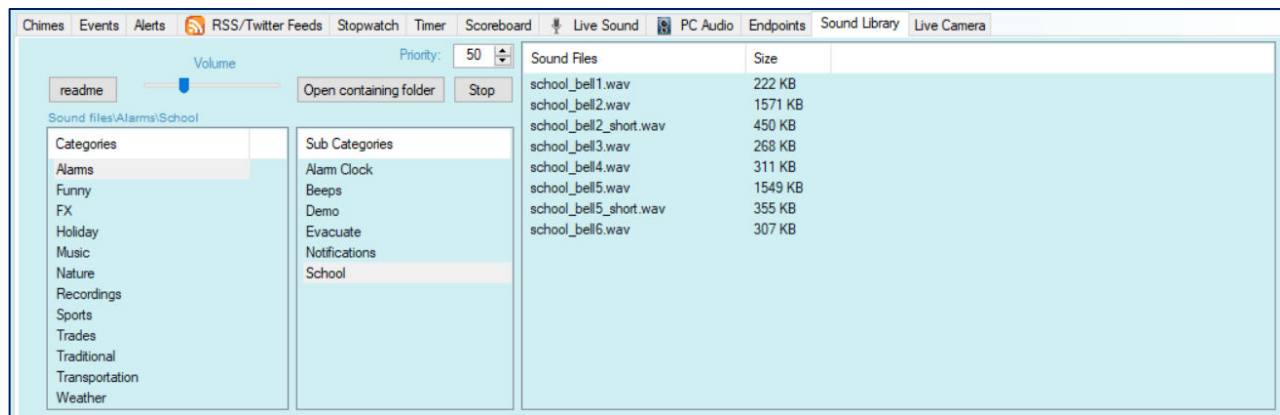 Chimes Events Alerts RSS/Twitter Feeds Stopwatch Timer Scoreboard Live Sound PC Audio Endpoints Sound Library Live Camera
Volume
Priority: 50
readme
Open containing folder
Stop
Sound files\Alarms\School
Categories
Alarms
Funny
FX
Holiday
Music
Nature
Recordings
Sports
Trades
Traditional
Transportation
Weather
Sub Categories
Alarm Clock
Beeps
Demo
Evacuate
Notifications
School
Sound Files Size
school_bell1.wav 222 KB
school_bell2.wav 1571 KB
school_bell2_short.wav 450 KB
school_bell3.wav 268 KB
school_bell4.wav 311 KB
school_bell5.wav 1549 KB
school_bell5_short.wav 355 KB
school_bell6.wav 307 KB